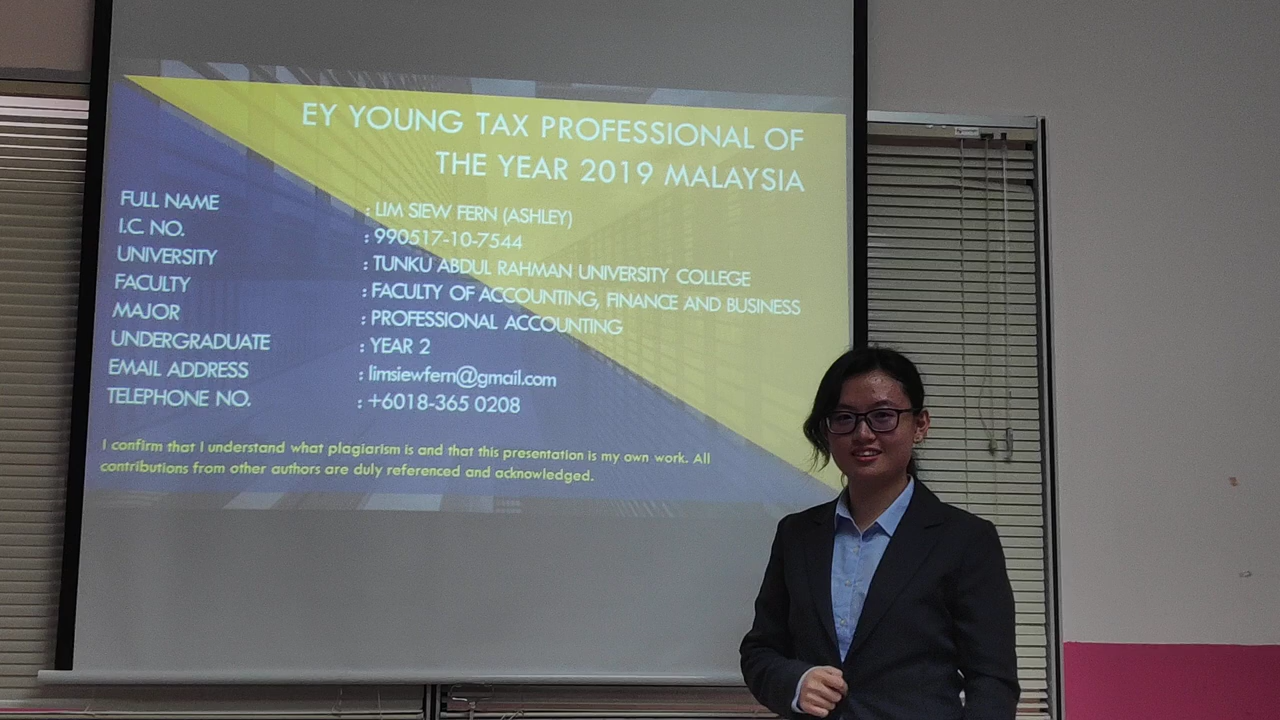 EY YOUNG TAX PROFESSIONAL OF
THE YEAR 2019 MALAYSIA
FULL NAME : LIM SIEW FERN (ASHLEY)
I.C. NO. : 990517-10-7544
UNIVERSITY : TUNKU ABDUL RAHMAN UNIVERSITY COLLEGE
FACULTY : FACULTY OF ACCOUNTING, FINANCE AND BUSINESS
MAJOR : PROFESSIONAL ACCOUNTING
UNDERGRADUATE : YEAR 2
EMAIL ADDRESS : limsiewfern@gmail.com
TELEPHONE NO. : +6018-365 0208
I confirm that I understand what plagiarism is and that this presentation is my own work. All
contributions from other authors are duly referenced and acknowledged.